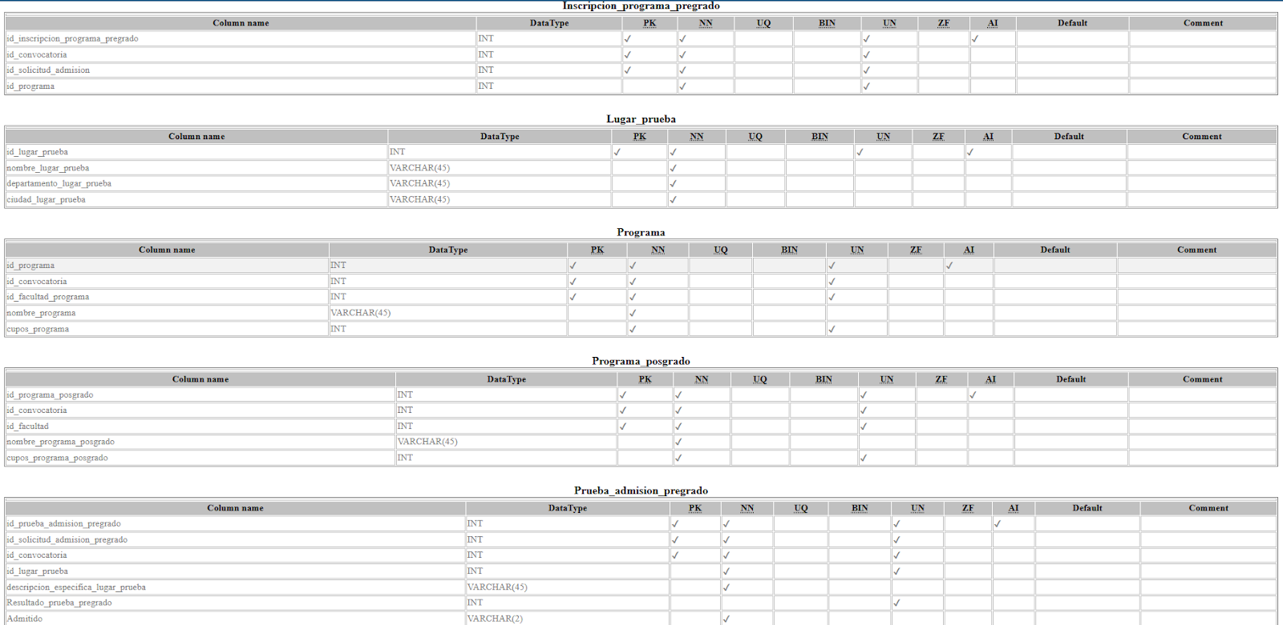 Inscripcion_programa_pregrado
Column name DataType PK NN UQ BIN UN ZF AI Default Comment
id_inscripcion_programa_pregrado INT ✓ ✓ ✓ ✓
id_convocatoria INT ✓ ✓ ✓
id_solicitud_admision INT ✓ ✓ ✓
id_programa INT ✓ ✓
Lugar_prueba
Column name DataType PK NN UQ BIN UN ZF AI Default Comment
id_lugar_prueba INT ✓ ✓ ✓ ✓
nombre_lugar_prueba VARCHAR(45) ✓
departamento_lugar_prueba VARCHAR(45) ✓
ciudad_lugar_prueba VARCHAR(45) ✓
Programa
Column name DataType PK NN UQ BIN UN ZF AI Default Comment
id_programa INT ✓ ✓ ✓ ✓
id_convocatoria INT ✓ ✓ ✓
id_facultad_programa INT ✓ ✓ ✓
nombre_programa VARCHAR(45) ✓
cupos_programa INT ✓ ✓
Programa_posgrado
Column name DataType PK NN UQ BIN UN ZF AI Default Comment
id_programa_posgrado INT ✓ ✓ ✓ ✓
id_convocatoria INT ✓ ✓ ✓
id_facultad INT ✓ ✓ ✓
nombre_programa_posgrado VARCHAR(45) ✓
cupos_programa_posgrado INT ✓ ✓
Prueba_admision_pregrado
Column name DataType PK NN UQ BIN UN ZF AI Default Comment
id_prueba_admision_pregrado INT ✓ ✓ ✓ ✓
id_solicitud_admision_pregrado INT ✓ ✓ ✓
id_convocatoria INT ✓ ✓ ✓
id_lugar_prueba INT ✓ ✓
descripcion_especifica_lugar_prueba VARCHAR(45) ✓
Resultado_prueba_pregrado INT ✓
Admitido VARCHAR(2) ✓